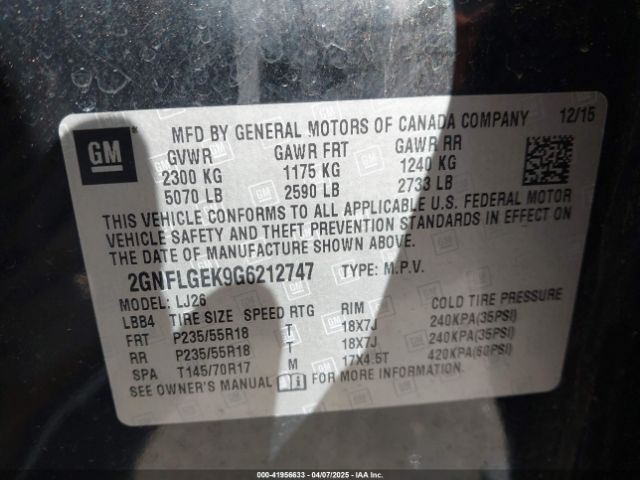 MFD BY GENERAL MOTORS OF CANADA COMPANY 12/15
GM
GVWR GAWR FRT GAWR RR
2300 KG 1175 KG 1240 KG
5070 LB 2590 LB 2733 LB
THIS VEHICLE CONFORMS TO ALL APPLICABLE U.S. FEDERAL MOTOR
VEHICLE SAFETY AND THEFT PREVENTION STANDARDS IN EFFECT ON
THE DATE OF MANUFACTURE SHOWN ABOVE.
2GNFLGEK9G6212747 TYPE: M.P.V.
MODEL: LJ26
LBB4 TIRE SIZE SPEED RTG RIM COLD TIRE PRESSURE
FRT P235/55R18 T 18X7J 240KPA(35PSI)
RR P235/55R18 T 18X7J 240KPA(35PSI)
SPA T145/70R17 M 17X4.5T 420KPA(60PSI)
SEE OWNER'S MANUAL FOR MORE INFORMATION
000-41956633 - 04/07/2025 - IAAI.COM